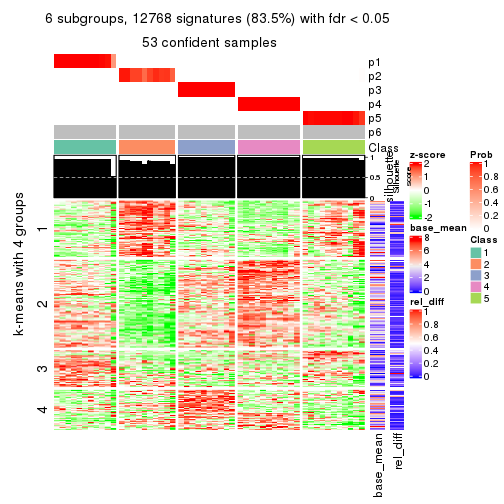 6 subgroups, 12768 signatures (83.5%) with fdr < 0.05
53 confident samples
p1
p2
p3
p4
p5
p6
Class
1
0.5
0
silhouette
Silhouette
score
k-means with 4 groups
1
2
3
4
base_mean
rel_diff
z-score
2
1
0
-1
-2
base_mean
8
6
4
2
0
rel_diff
1
0.8
0.6
0.4
0.2
0
Prob
1
0.8
0.6
0.4
0.2
0
Class
1
2
3
4
5